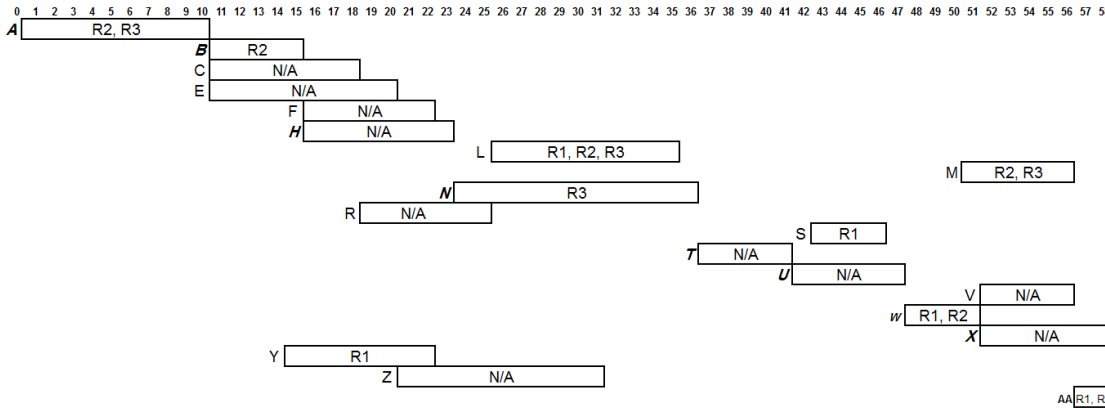 0 1 2 3 4 5 6 7 8 9 10 11 12 13 14 15 16 17 18 19 20 21 22 23 24 25 26 27 28 29 30 31 32 33 34 35 36 37 38 39 40 41 42 43 44 45 46 47 48 49 50 51 52 53 54 55 56 57
A R2, R3
B R2
C N/A
E N/A
F N/A
H N/A
L R1, R2, R3
M R2, R3
N R3
R N/A
S R1
T N/A
U N/A
V N/A
W R1, R2
X N/A
Y R1
Z N/A
AA R1,